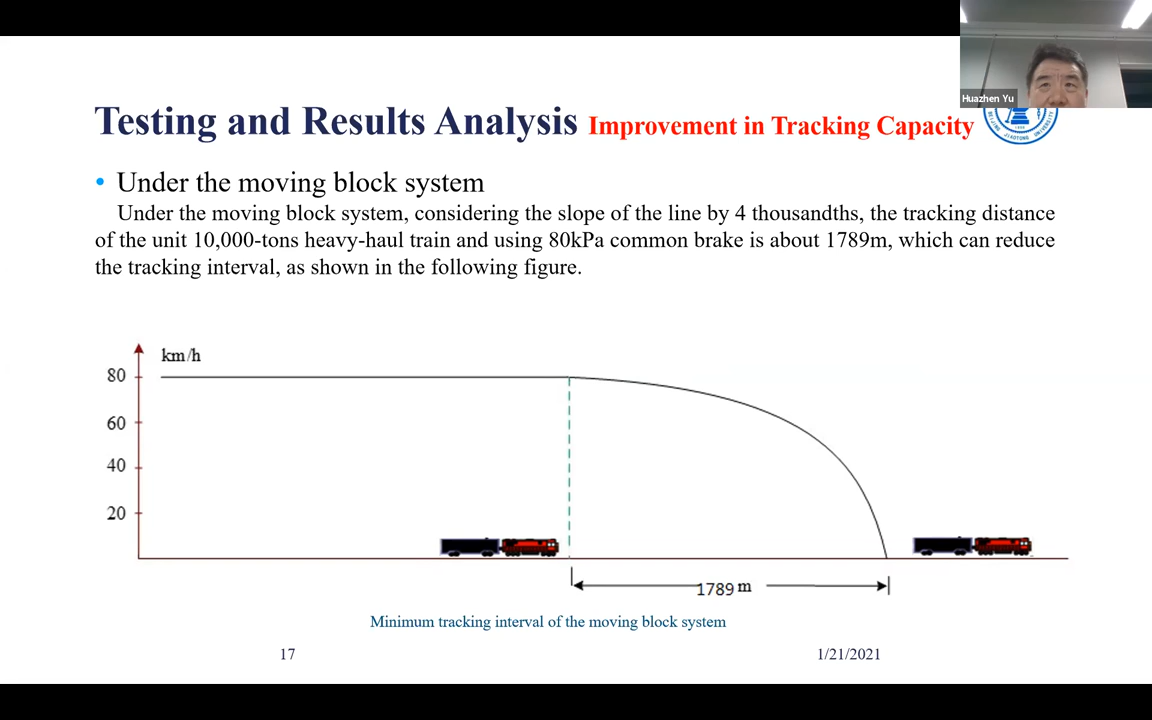 Huazhen Yu
Testing and Results Analysis Improvement in Tracking Capacity
BEIJING JIAOTONG UNIVERSITY
• Under the moving block system
Under the moving block system, considering the slope of the line by 4 thousandths, the tracking distance
of the unit 10,000-tons heavy-haul train and using 80kPa common brake is about 1789m, which can reduce
the tracking interval, as shown in the following figure.
km/h
80
60
40
20
1789 m
Minimum tracking interval of the moving block system
17
1/21/2021